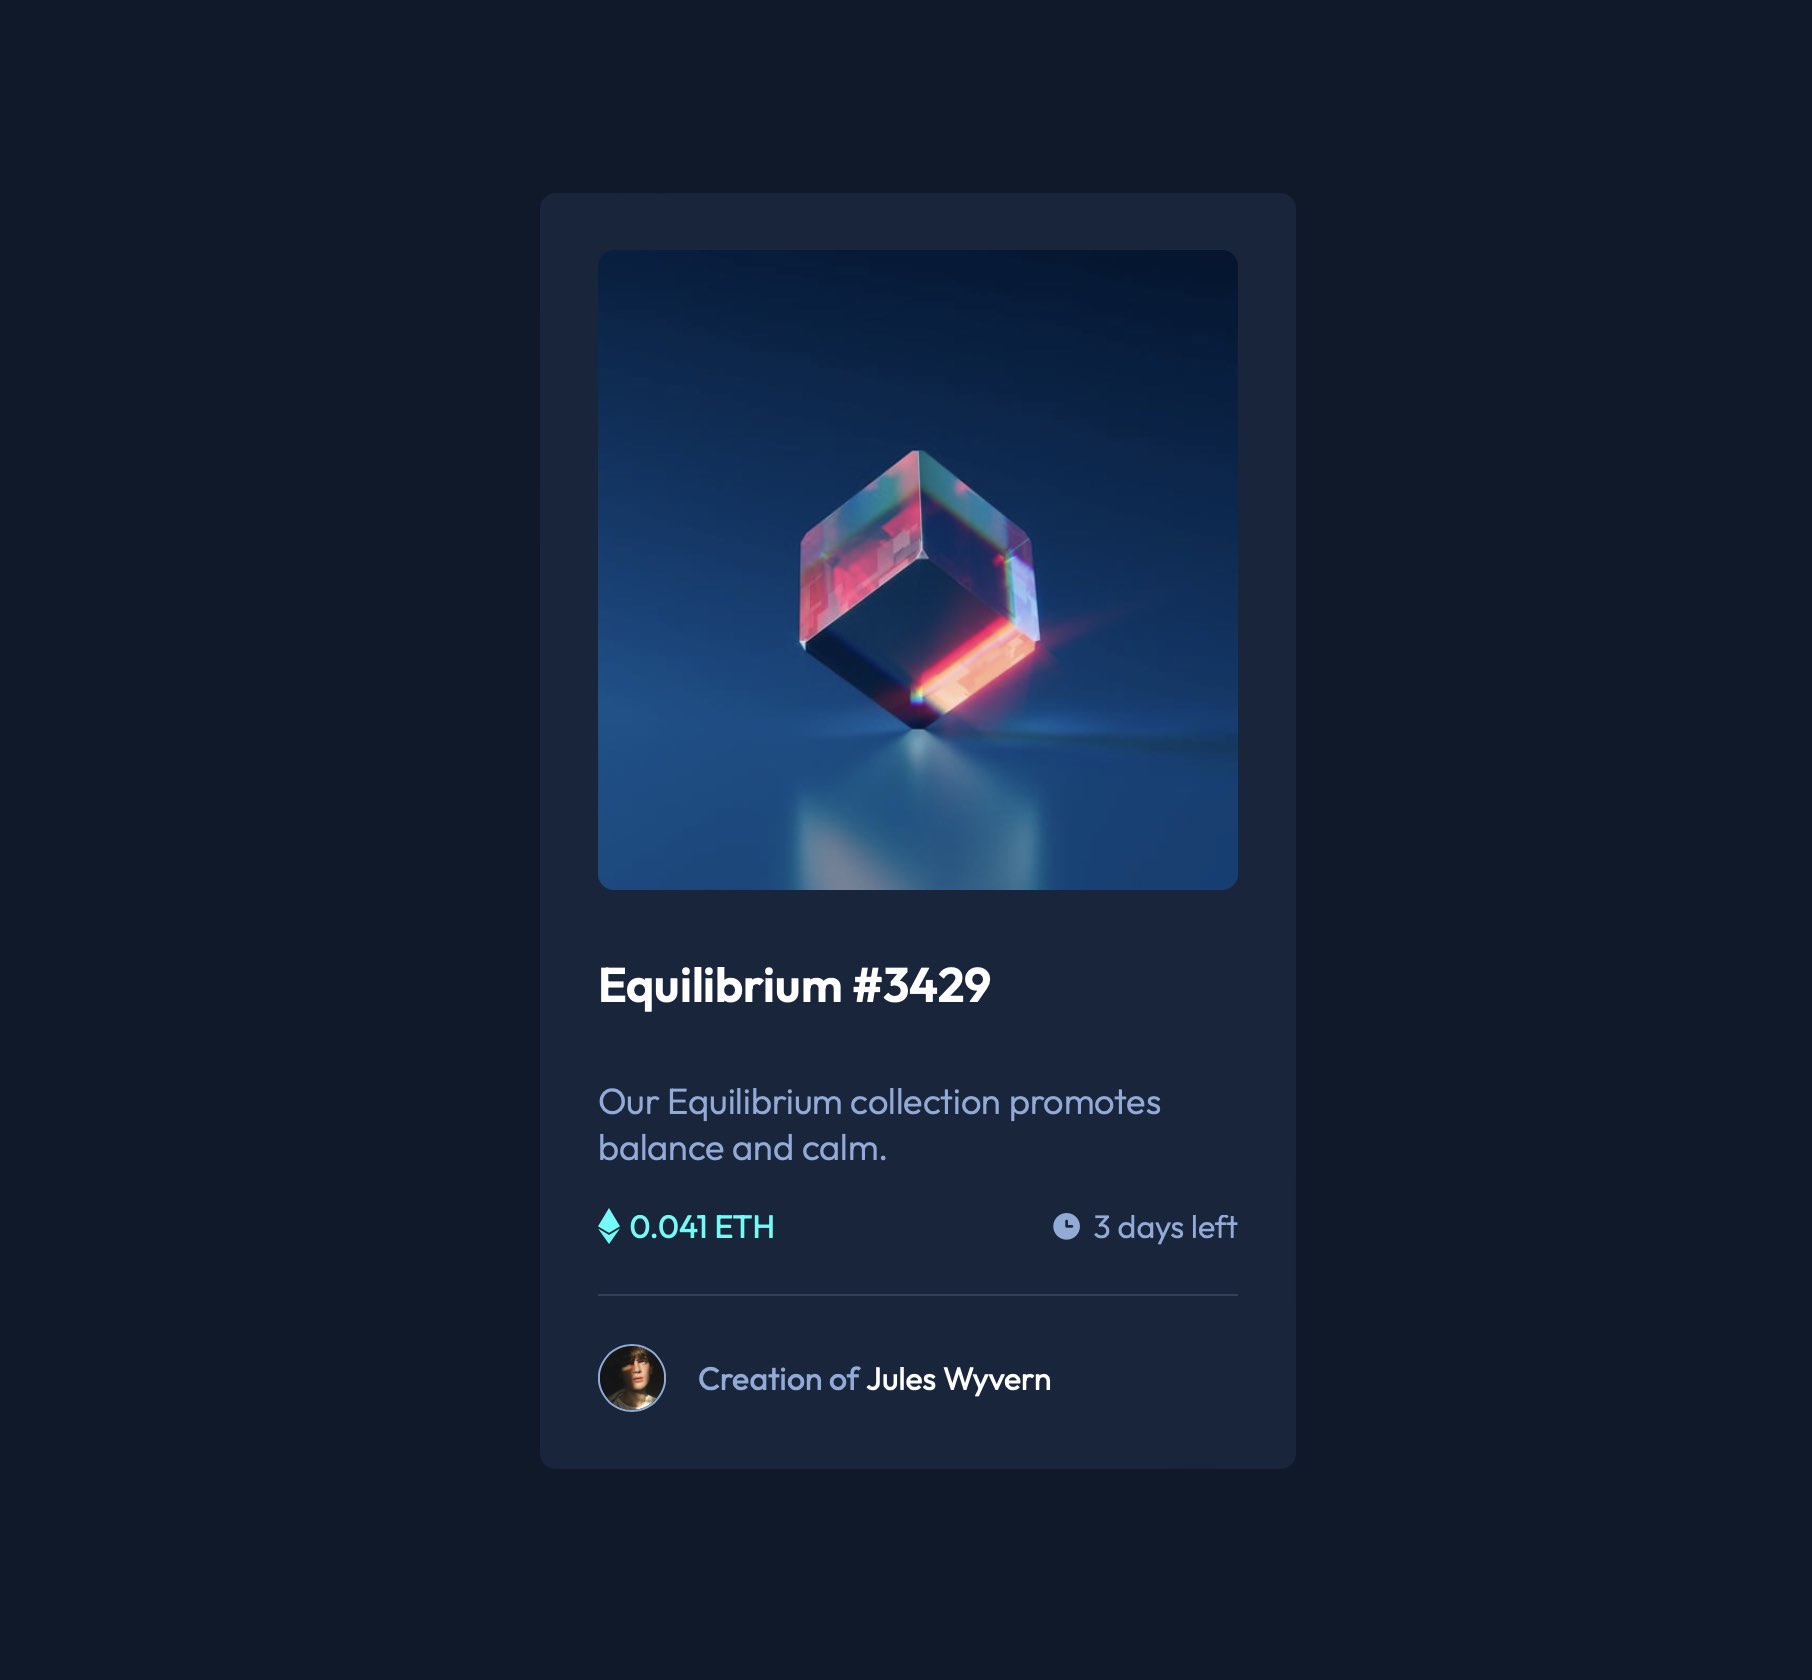 Equilibrium #3429
Our Equilibrium collection promotes
balance and calm.
0.041 ETH
3 days left
Creation of Jules Wyvern